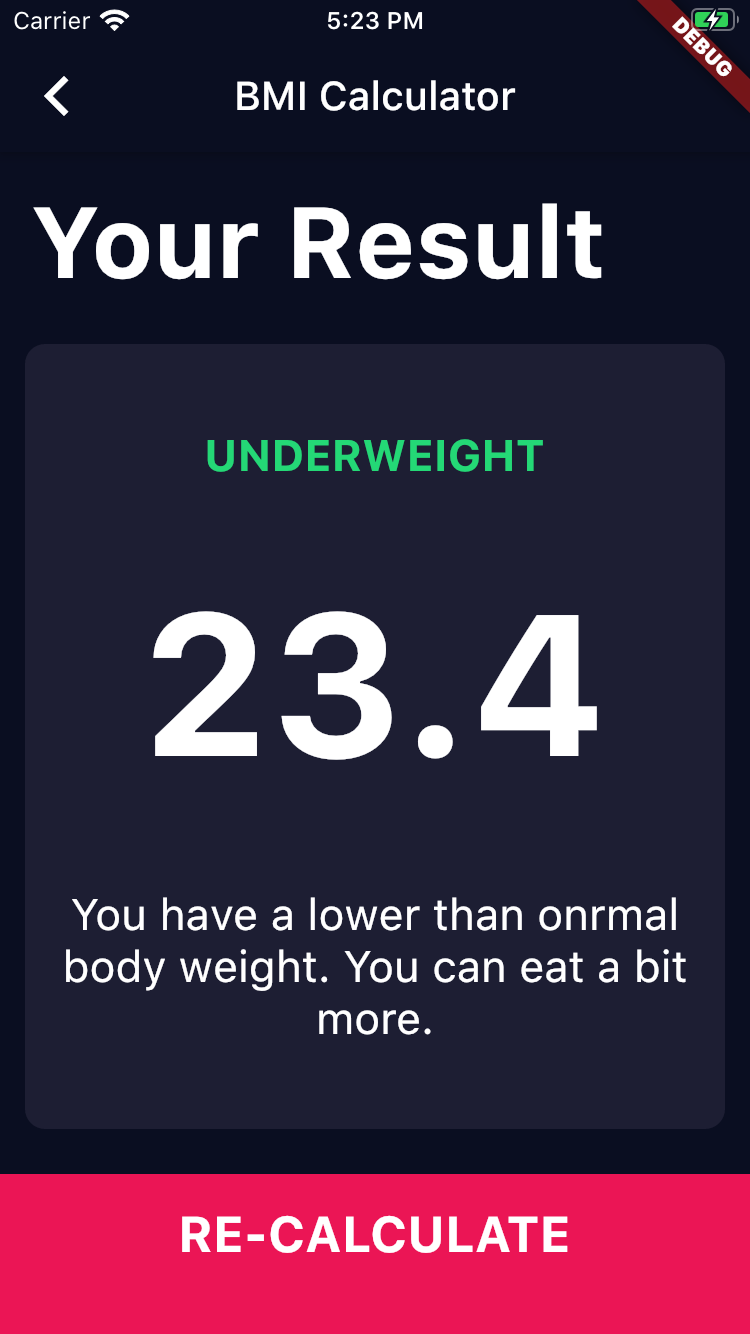 Carrier 5:23 PM
DEBUG
BMI Calculator
Your Result
UNDERWEIGHT
23.4
You have a lower than onrmal
body weight. You can eat a bit
more.
RE-CALCULATE